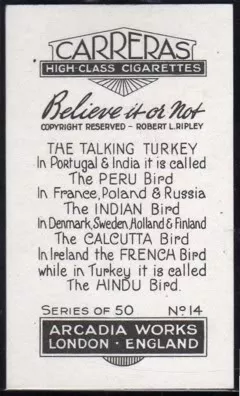 CARRERAS
HIGH CLASS CIGARETTES
Believe it or Not
COPYRIGHT RESERVED - ROBERT L. RIPLEY
THE TALKING TURKEY
In Portugal & India it is called
The PERU Bird
In France, Poland & Russia
The INDIAN Bird
In Denmark, Sweden, Holland & Finland
The CALCUTTA Bird
In Ireland the FRENCH Bird
while in Turkey it is called
The HINDU Bird.
SERIES OF 50 No 14
ARCADIA WORKS
LONDON · ENGLAND